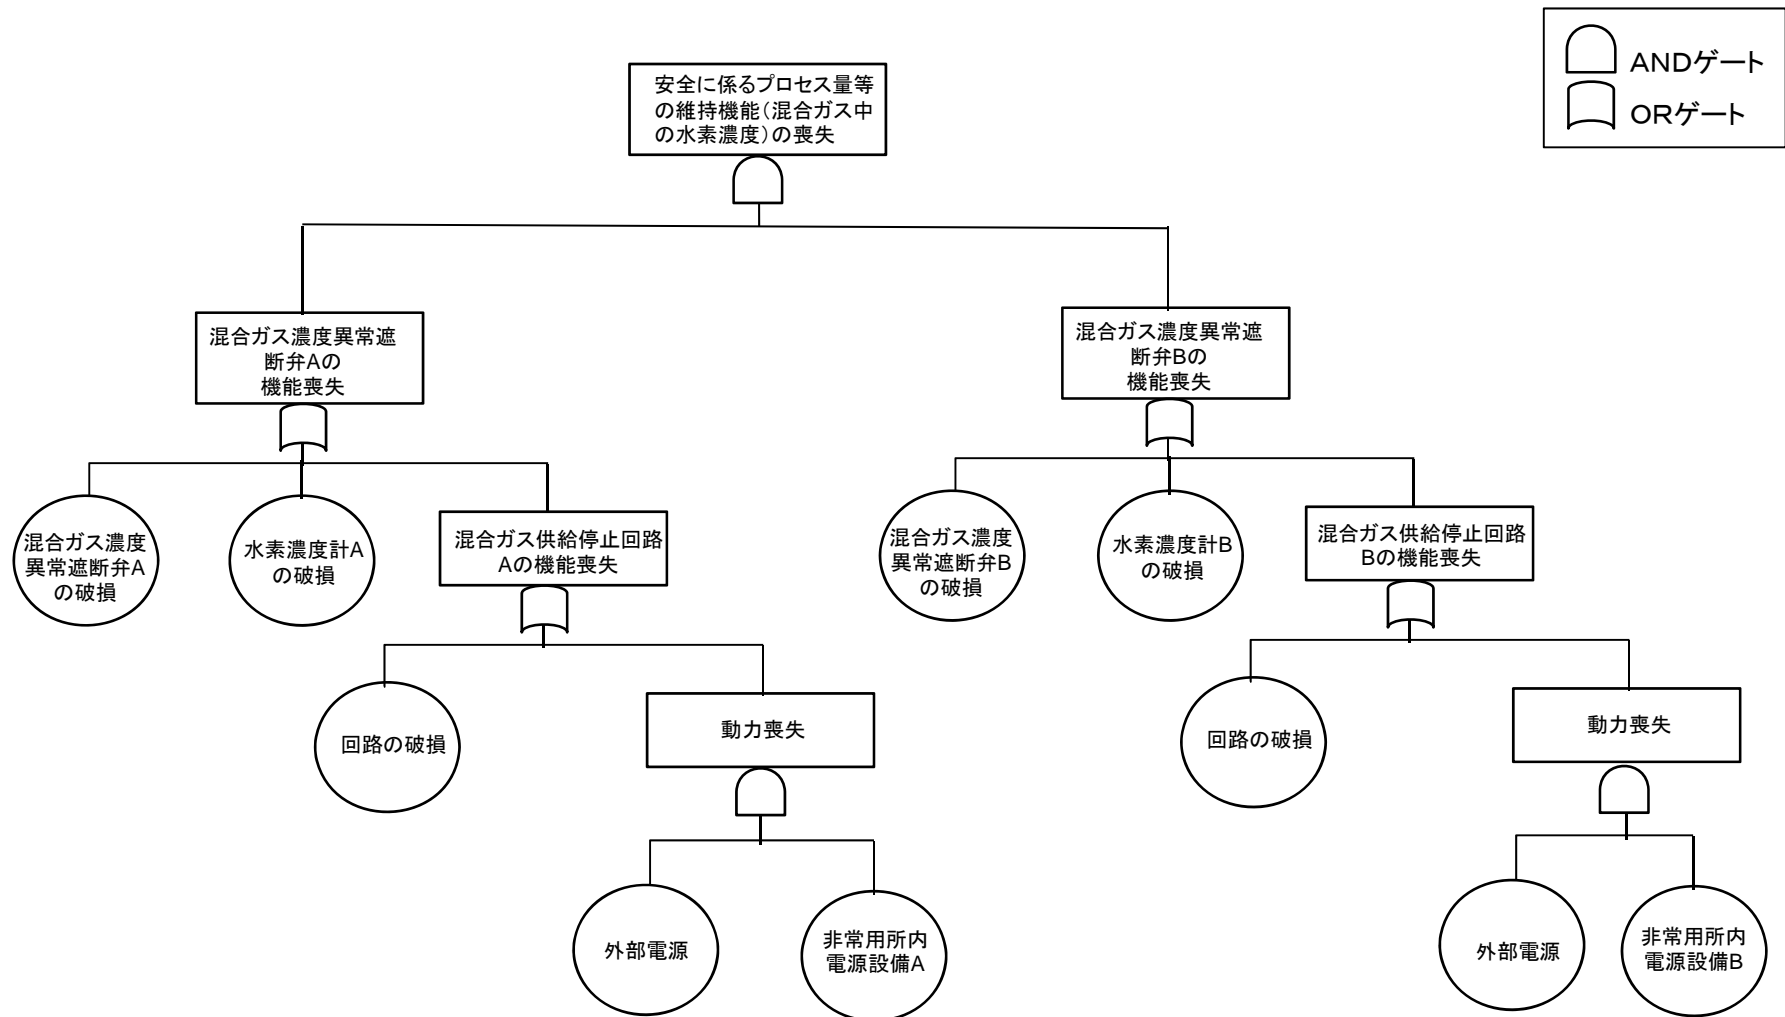 ANDゲート
ORゲート
安全に係るプロセス量等
の維持機能(混合ガス中
の水素濃度)の喪失
混合ガス濃度異常遮
断弁Aの
機能喪失
混合ガス濃度異常遮
断弁Bの
機能喪失
混合ガス濃度
異常遮断弁A
の破損
水素濃度計A
の破損
混合ガス供給停止回路
Aの機能喪失
混合ガス濃度
異常遮断弁B
の破損
水素濃度計B
の破損
混合ガス供給停止回路
Bの機能喪失
回路の破損
動力喪失
回路の破損
動力喪失
外部電源
非常用所内
電源設備A
外部電源
非常用所内
電源設備B